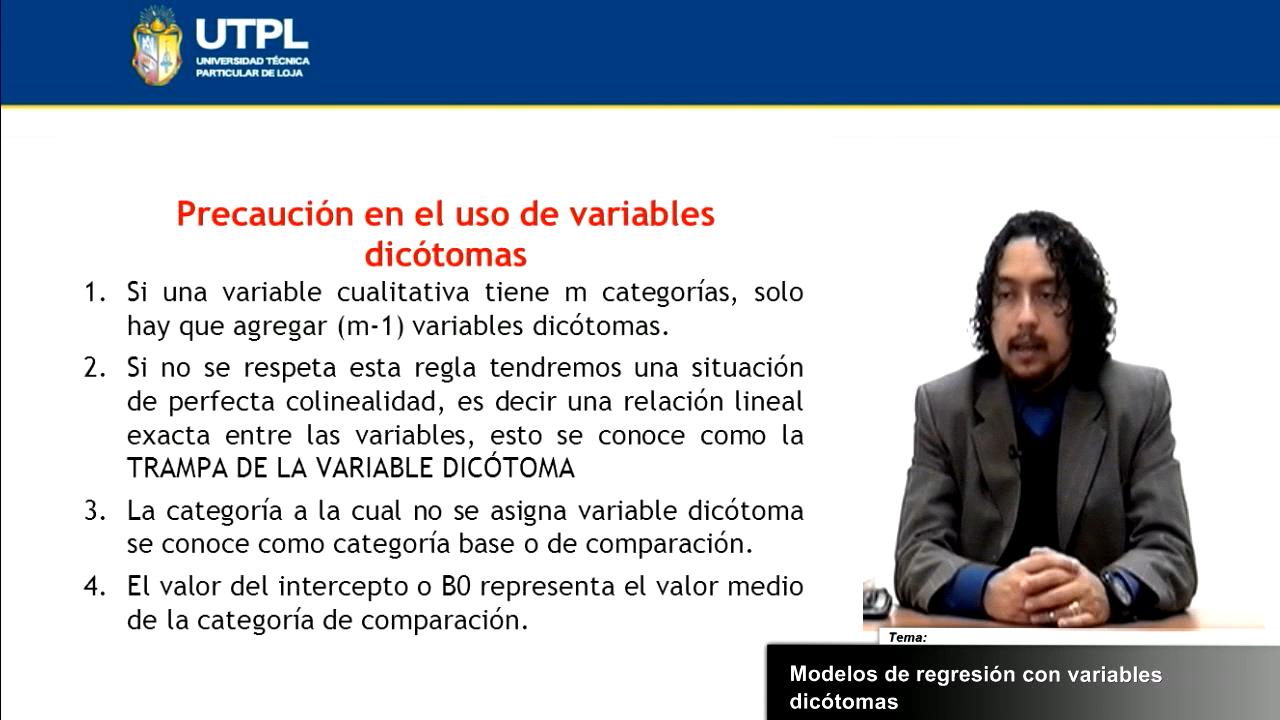 UTPL
UNIVERSIDAD TÉCNICA
PARTICULAR DE LOJA
Precaución en el uso de variables
dicótomas
1. Si una variable cualitativa tiene m categorías, solo
hay que agregar (m-1) variables dicótomas.
2. Si no se respeta esta regla tendremos una situación
de perfecta colinealidad, es decir una relación lineal
exacta entre las variables, esto se conoce como la
TRAMPA DE LA VARIABLE DICÓTOMA
3. La categoría a la cual no se asigna variable dicótoma
se conoce como categoría base o de comparación.
4. El valor del intercepto o B0 representa el valor medio
de la categoría de comparación.
Tema:
Modelos de regresión con variables
dicótomas